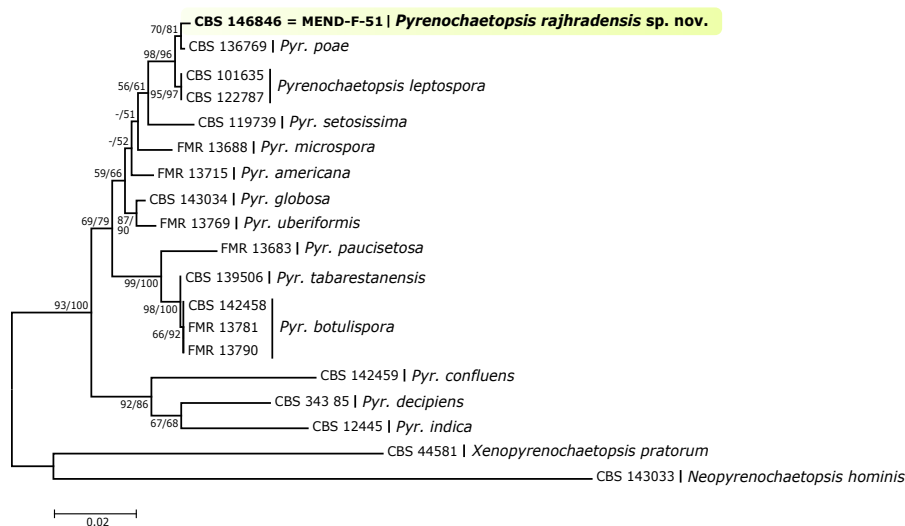 CBS 146846 = MEND-F-51 | Pyrenochaetopsis rajhradensis sp. nov.
70/81
CBS 136769 | Pyr. poae
98/96
CBS 101635
Pyrenochaetopsis leptospora
95/97
CBS 122787
56/61
CBS 119739 | Pyr. setosissima
-/51
FMR 13688 | Pyr. microspora
-/52
FMR 13715 | Pyr. americana
59/66
CBS 143034 | Pyr. globosa
87/
90
FMR 13769 | Pyr. uberiformis
69/79
FMR 13683 | Pyr. paucisetosa
99/100
CBS 139506 | Pyr. tabarestanensis
98/100
CBS 142458
FMR 13781
Pyr. botulispora
66/92
FMR 13790
93/100
CBS 142459 | Pyr. confluens
92/86
CBS 343 85 | Pyr. decipiens
67/68
CBS 12445 | Pyr. indica
CBS 44581 | Xenopyrenochaetopsis pratorum
CBS 143033 | Neopyrenochaetopsis hominis
0.02